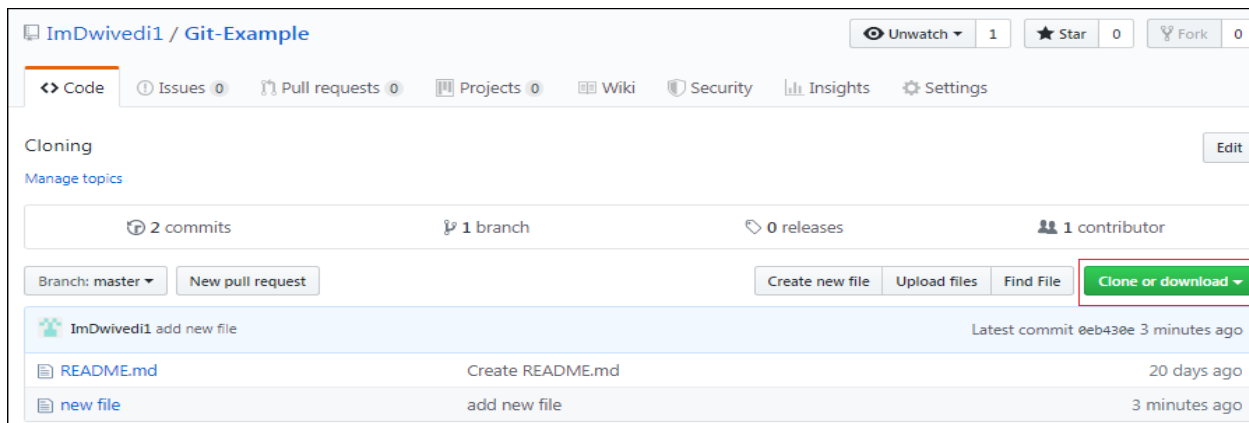 ImDwivedi1 / Git-Example Unwatch 1 Star 0 Fork 0
Code Issues 0 Pull requests 0 Projects 0 Wiki Security Insights Settings
Cloning Edit
Manage topics
2 commits 1 branch 0 releases 1 contributor
Branch: master New pull request Create new file Upload files Find File Clone or download
ImDwivedi1 add new file Latest commit 0eb430e 3 minutes ago
README.md Create README.md 20 days ago
new file add new file 3 minutes ago